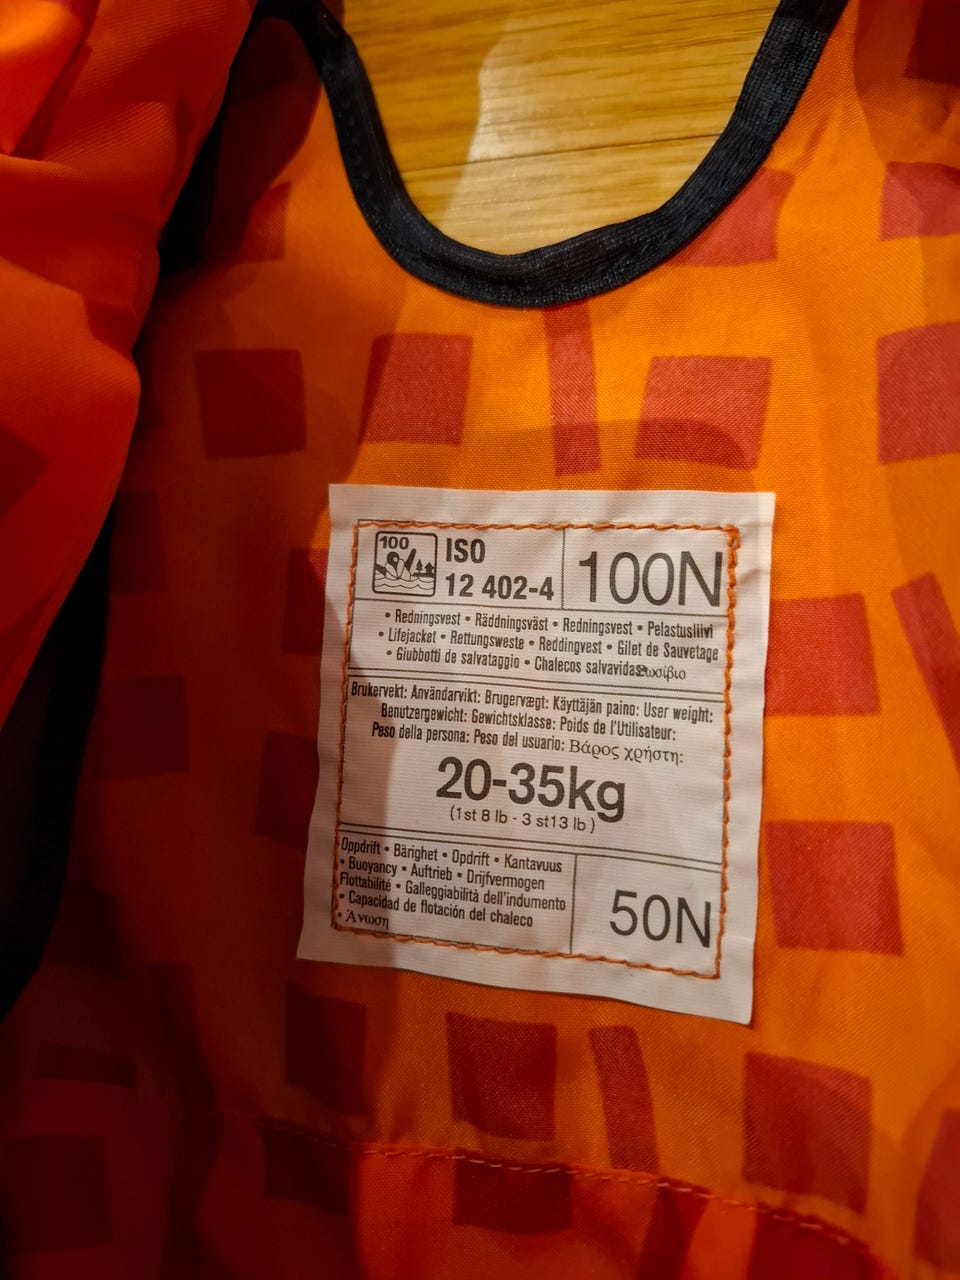 100
ISO
12 402-4
100N
• Redningsvest • Räddningsväst • Redningsvest • Pelastusliivi
• Lifejacket • Rettungsweste • Reddingvest • Gilet de Sauvetage
• Giubbotti de salvataggio • Chalecos salvavidas Σωσίβιο
Brukervekt: Användarvikt: Brugervægt: Käyttäjän paino: User weight:
Benutzergewicht: Gewichtsklasse: Poids de l'Utilisateur:
Peso della persona: Peso del usuario: Βάρος χρήστη:
20-35kg
(1st 8 lb - 3 st13 lb )
Oppdrift • Bärighet • Opdrift • Kantavuus
• Buoyancy • Auftrieb • Drijfvermogen
Flottabilité • Galleggiabilità dell'indumento
• Capacidad de flotación del chaleco
• Άνωση
50N